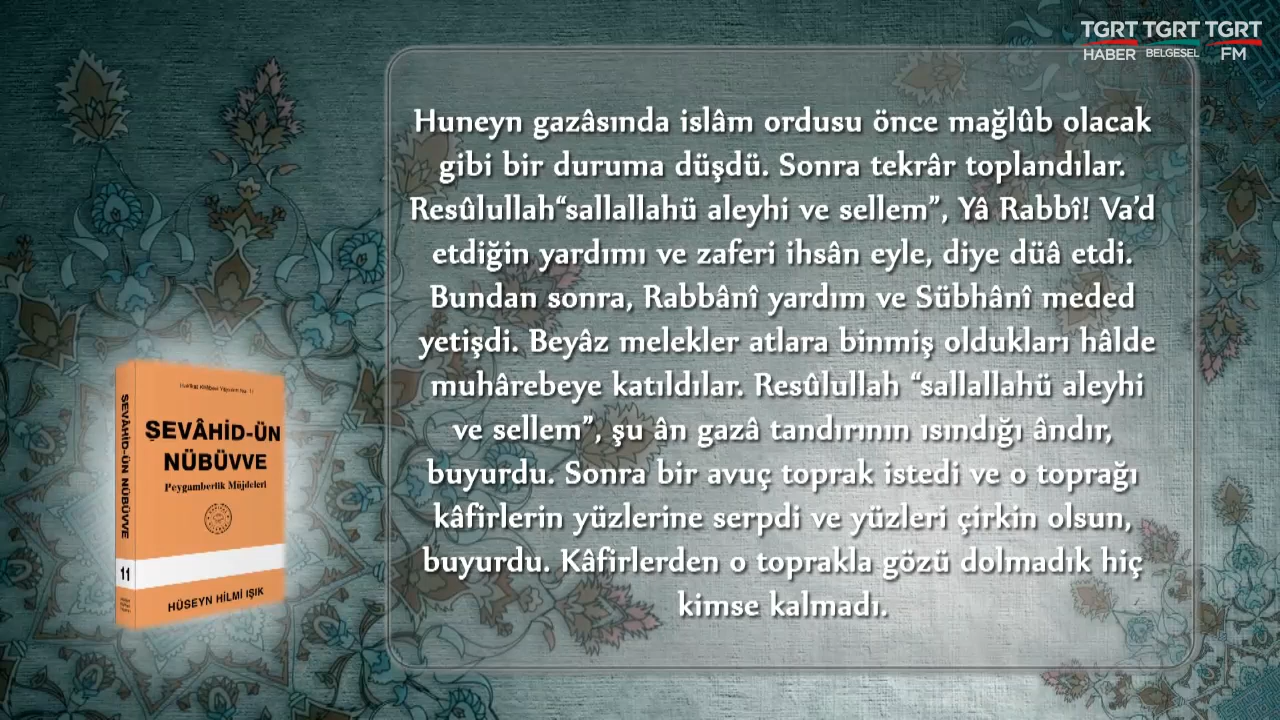 TGRT TGRT TGRT
HABER BELGESEL FM
Huneyn gazâsında islâm ordusu önce mağlûb olacak
gibi bir duruma düşdü. Sonra tekrâr toplandılar.
Resûlullah“sallallahü aleyhi ve sellem”, Yâ Rabbî! Va’d
etdiğin yardımı ve zaferi ihsân eyle, diye düâ etdi.
Bundan sonra, Rabbânî yardım ve Sübhânî meded
yetişdi. Beyâz melekler atlara binmiş oldukları hâlde
muhârebeye katıldılar. Resûlullah “sallallahü aleyhi
ve sellem”, şu ân gazâ tandırının ısındığı ândır,
buyurdu. Sonra bir avuç toprak istedi ve o toprağı
kâfirlerin yüzlerine serpdi ve yüzleri çirkin olsun,
buyurdu. Kâfirlerden o toprakla gözü dolmadık hiç
kimse kalmadı.
ŞEVÂHİD-ÜN NÜBÜVVE
11
ŞEVÂHİD-ÜN
NÜBÜVVE
Peygamberlik Müjdeleri
HÜSEYN HİLMİ IŞIK